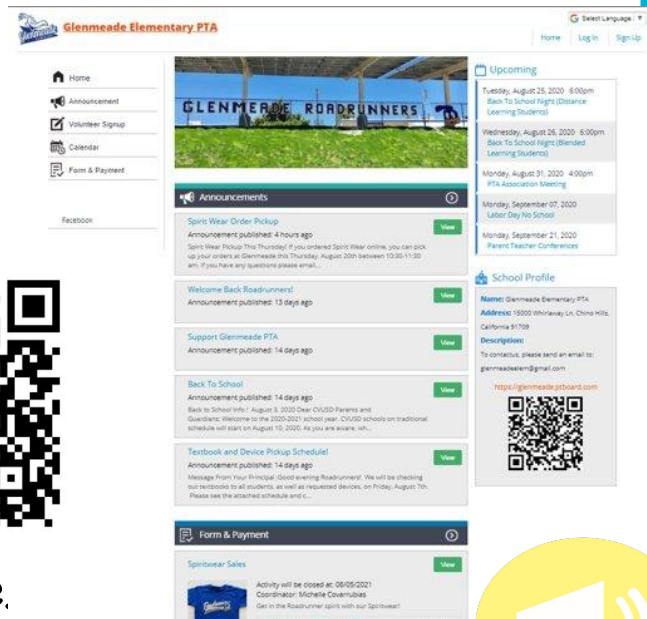 Glenmeade Elementary PTA
Select Language ▼
Home
Log In
Sign Up
Home
Announcement
Volunteer Signup
Calendar
Form & Payment
Facebook
GLENMEADE ROADRUNNERS
Announcements
Spirit Wear Order Pickup
View
Announcement published: 4 hours ago
Spirit Wear Pickup This Thursday! If you ordered Spirit Wear online, you can pick
up your orders at Glenmeade this Thursday, August 20th between 10:30-11:30
am. If you have any questions please email...
Welcome Back Roadrunners!
View
Announcement published: 13 days ago
Support Glenmeade PTA
View
Announcement published: 14 days ago
Back To School
View
Announcement published: 14 days ago
Back to School Info ! August 3, 2020 Dear CVUSD Parents and
Guardians: Welcome to the 2020-2021 school year. CVUSD schools on traditional
schedule will start on August 10, 2020. As you are aware, wh...
Textbook and Device Pickup Schedule!
View
Announcement published: 14 days ago
Message From Your Principal: Good evening Roadrunners! We will be checking
out textbooks to all students, as well as requested devices, on Friday, August 7th.
Please see the attached schedule and c...
Form & Payment
Spiritwear Sales
View
Activity will be closed at: 08/05/2021
Coordinator: Michelle Covarrubias
Get in the Roadrunner spirit with our Spiritwear!
Upcoming
Tuesday, August 25, 2020 6:00pm
Back To School Night (Distance
Learning Students)
Wednesday, August 26, 2020 6:00pm
Back To School Night (Blended
Learning Students)
Monday, August 31, 2020 4:00pm
PTA Association Meeting
Monday, September 07, 2020
Labor Day No School
Monday, September 21, 2020
Parent Teacher Conferences
School Profile
Name: Glenmeade Elementary PTA
Address: 15000 Whirlaway Ln, Chino Hills,
California 91709
Description:
To contactus, please send an email to:
glenmeadeelem@gmail.com
https://glenmeade.ptboard.com